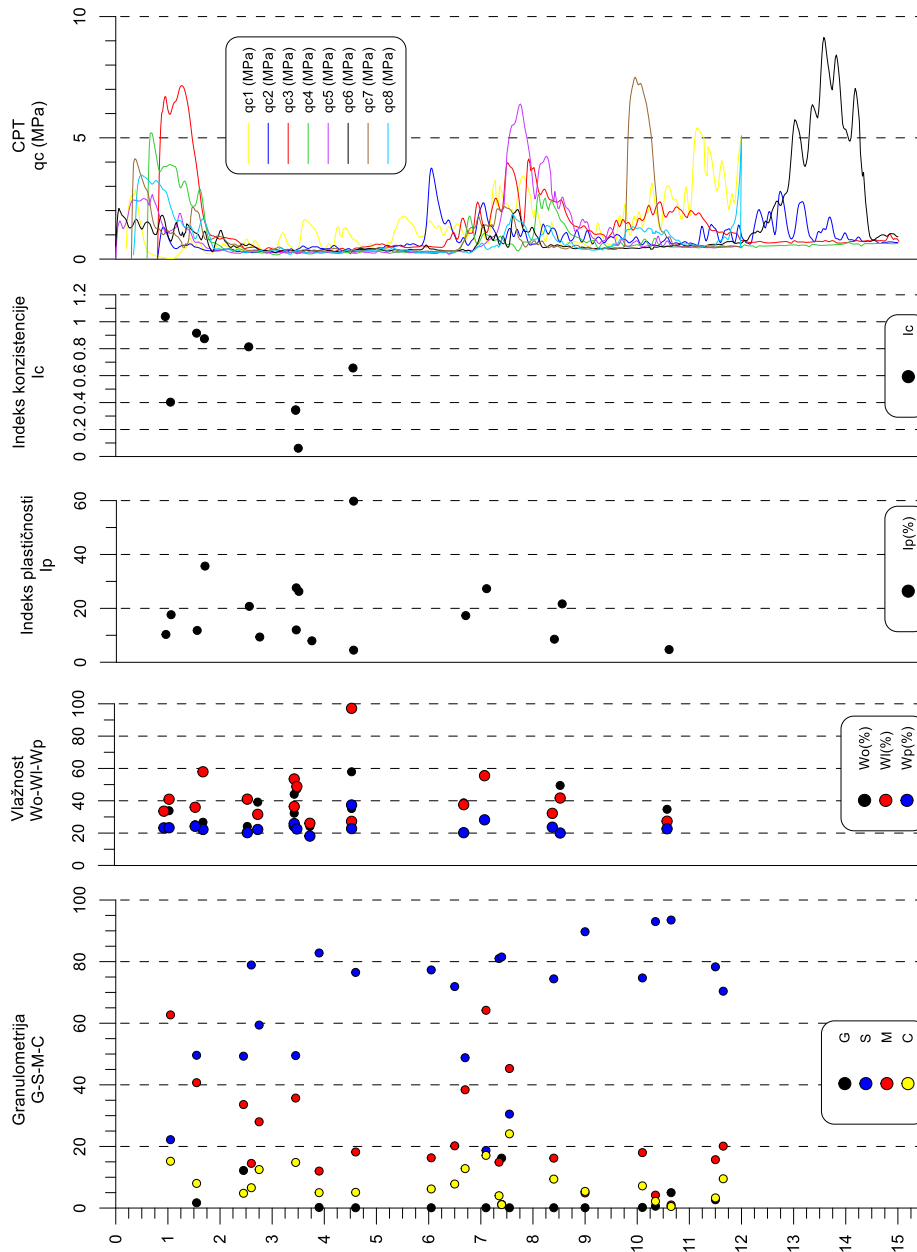 CPT
qc (MPa)
0
5
10
qc1 (MPa)
qc2 (MPa)
qc3 (MPa)
qc4 (MPa)
qc5 (MPa)
qc6 (MPa)
qc7 (MPa)
qc8 (MPa)
Indeks konzistencije
Ic
0
0.2
0.4
0.6
0.8
1
1.2
Ic
Indeks plastičnosti
Ip
0
20
40
60
Ip(%)
Vlažnost
Wo-Wl-Wp
0
20
40
60
80
100
Wo(%)
Wl(%)
Wp(%)
Granulometrija
G-S-M-C
0
20
40
60
80
100
G
S
M
C
0
1
2
3
4
5
6
7
8
9
10
11
12
13
14
15